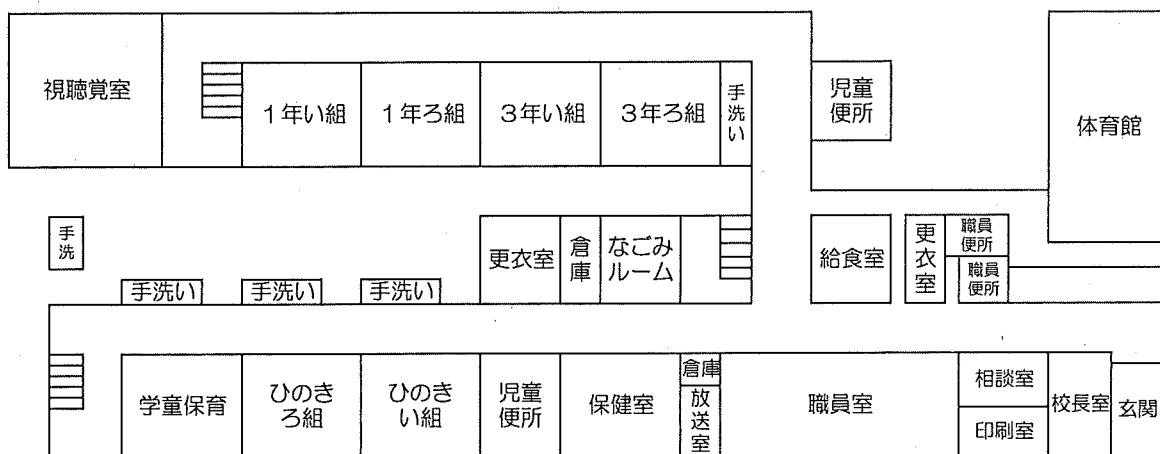 視聴覚室
1年い組
1年ろ組
3年い組
3年ろ組
手洗い
児童
便所
体育館
手洗
更衣室
倉庫
なごみ
ルーム
給食室
更衣室
職員
便所
職員
便所
手洗い
手洗い
手洗い
学童保育
ひのき
ろ組
ひのき
い組
児童
便所
保健室
倉庫
放送室
職員室
相談室
印刷室
校長室
玄関